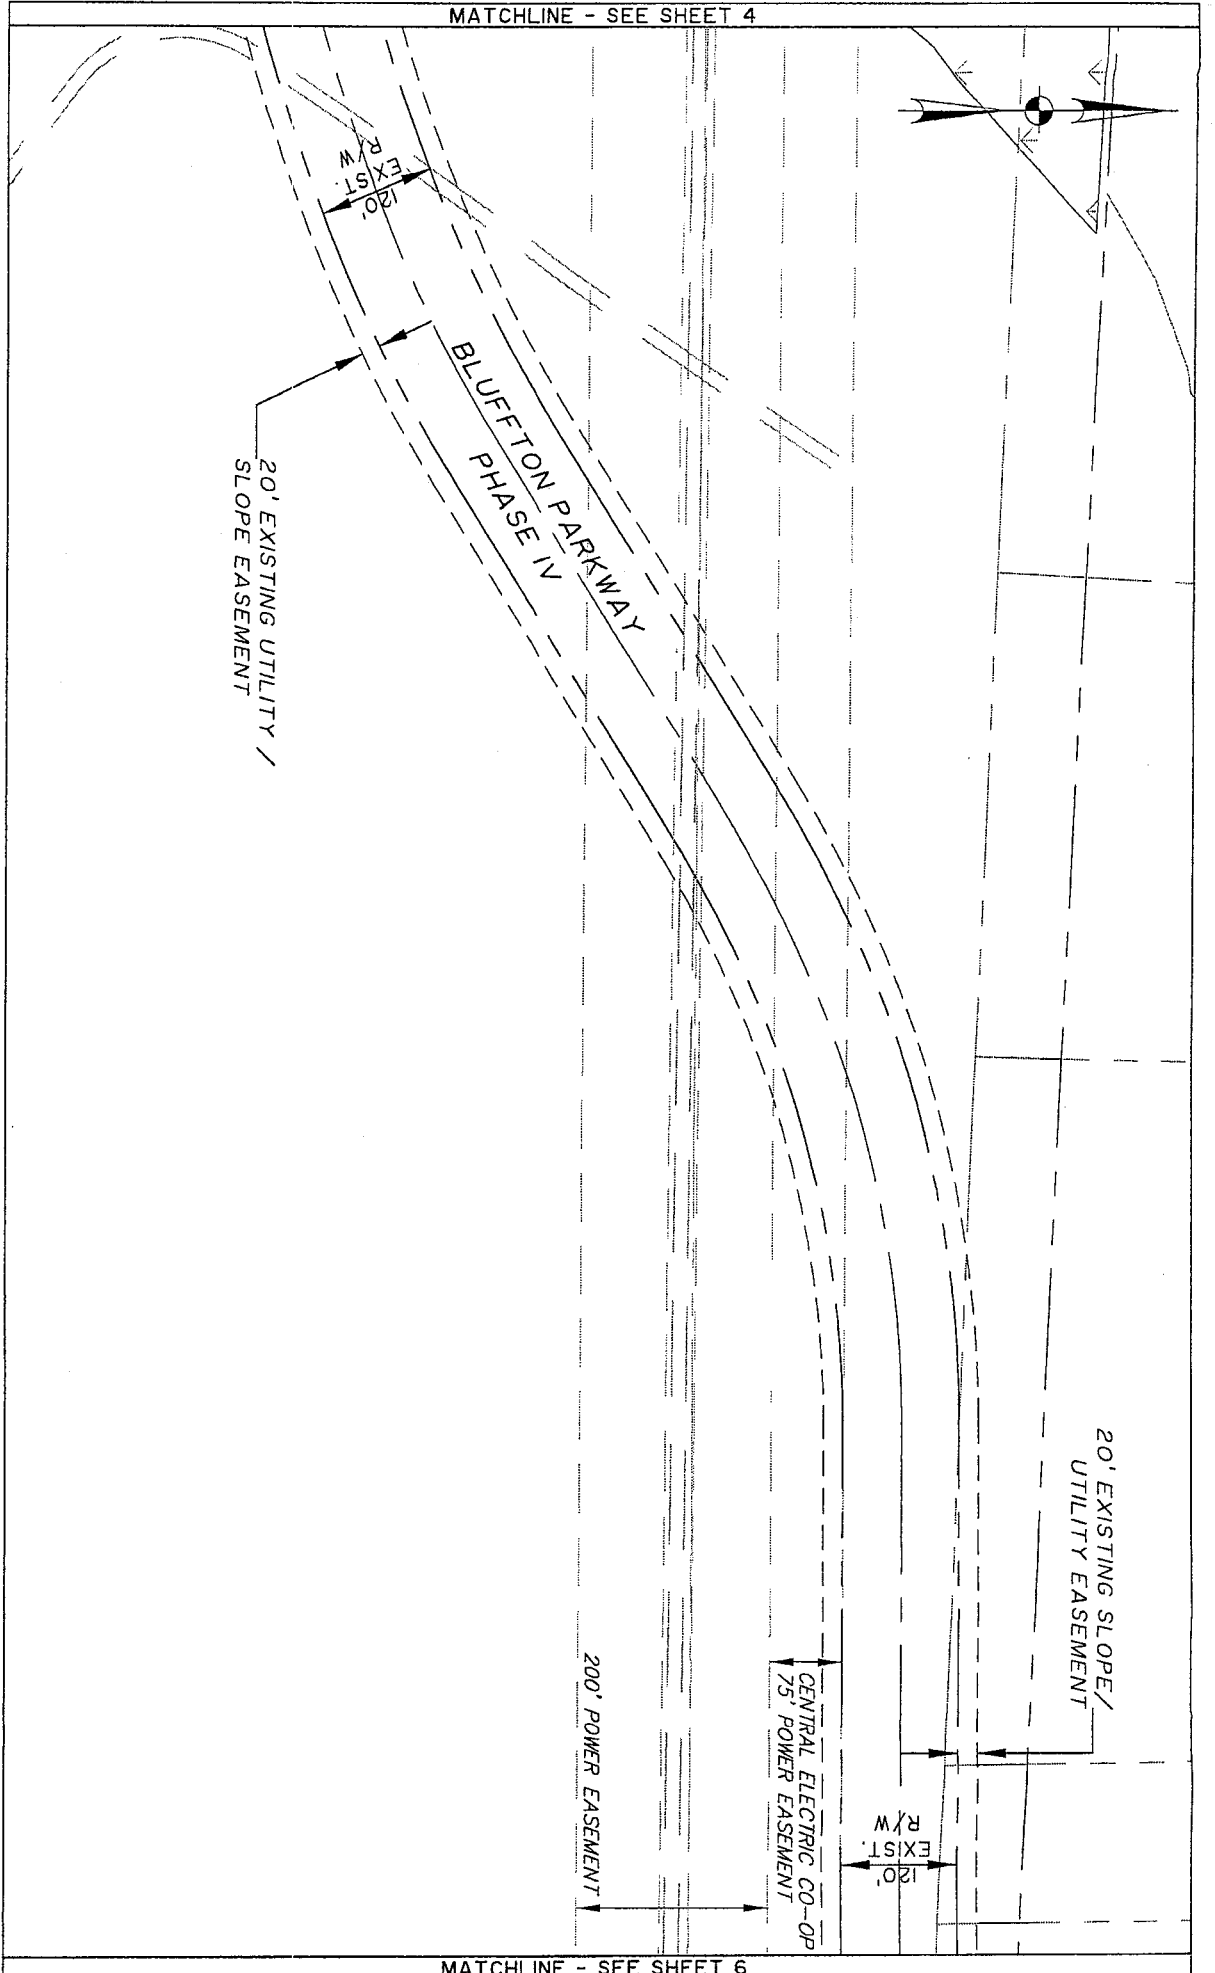 MATCHLINE - SEE SHEET 4
120'
EXIST.
R/W
BLUFFTON PARKWAY
PHASE IV
20' EXISTING UTILITY /
SLOPE EASEMENT
20' EXISTING SLOPE/
UTILITY EASEMENT
200' POWER EASEMENT
CENTRAL ELECTRIC CO-OP
75' POWER EASEMENT
120'
EXIST.
R/W
MATCHLINE - SEE SHEET 6